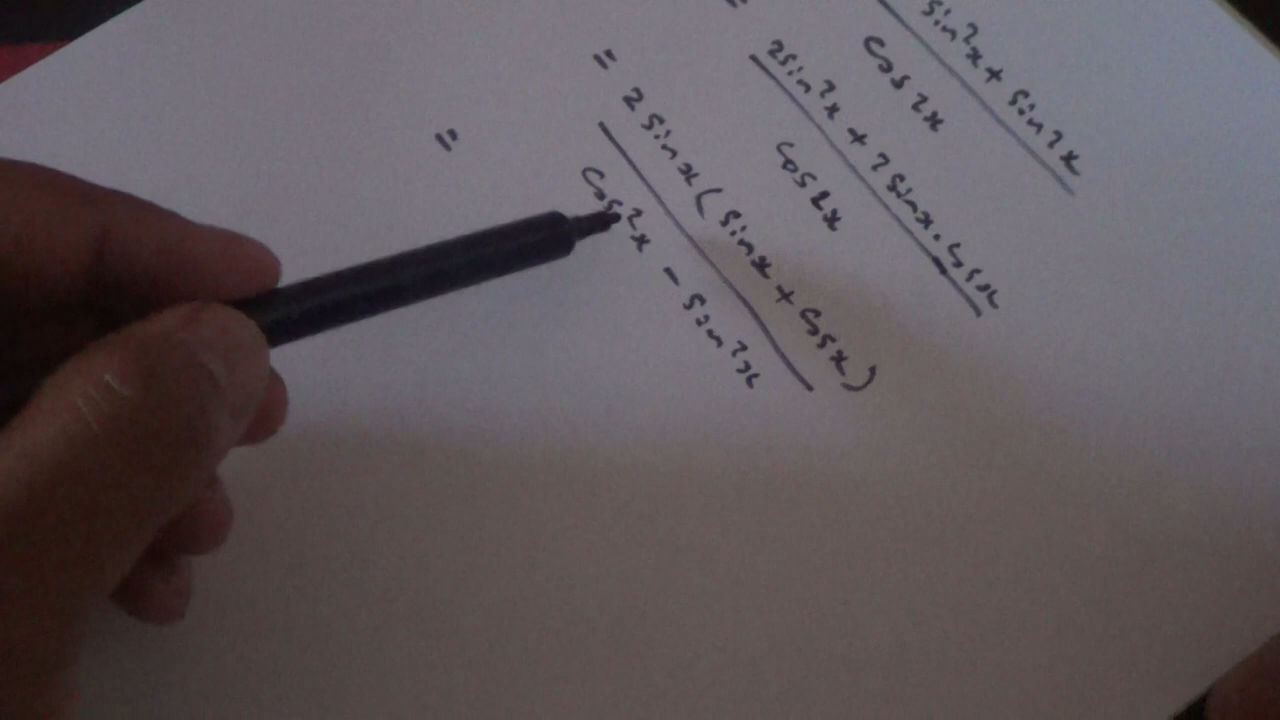 sin²x + sin2x
cos2x
=
2sin²x + 2sinx.cosx
cos2x
= 2sinx(sinx + cosx)
cos²x - sin²x
=